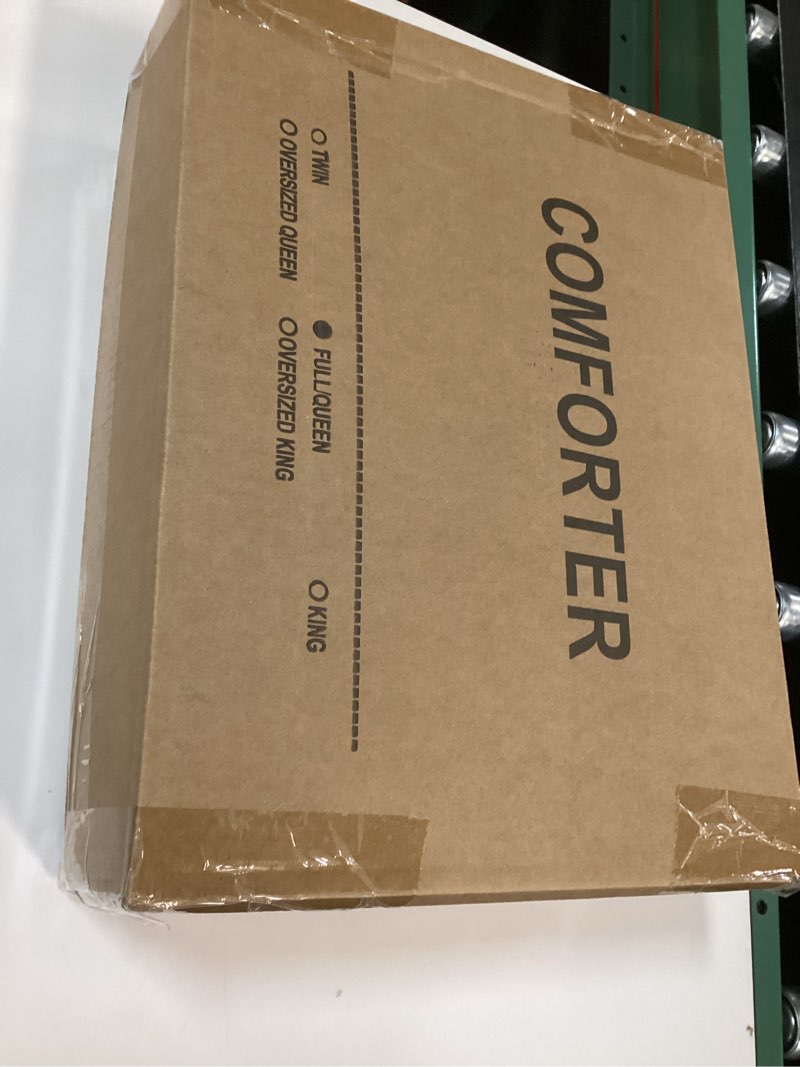 COMFORTER
○ TWIN ● FULL/QUEEN ○ KING
○ OVERSIZED QUEEN ○ OVERSIZED KING